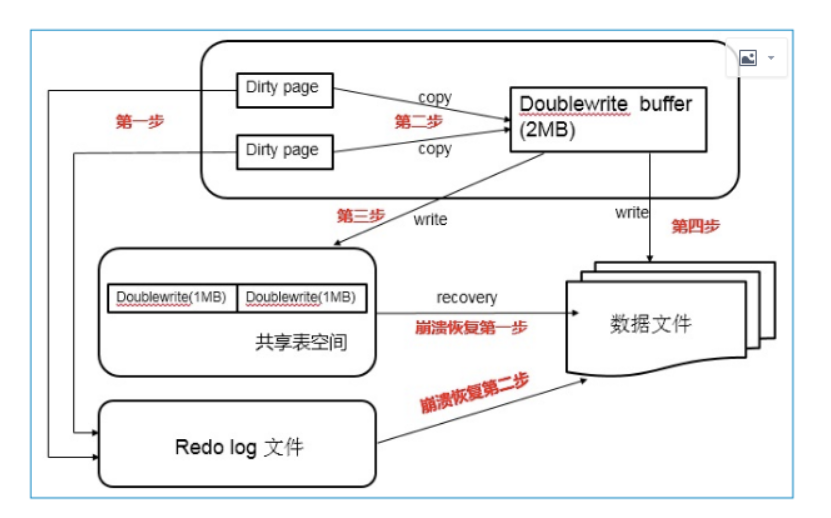 Dirty page
copy
Doublewrite buffer
(2MB)
第一步
第二步
Dirty page
copy
第三步
write
write
第四步
Doublewrite(1MB)
Doublewrite(1MB)
recovery
崩溃恢复第一步
数据文件
共享表空间
崩溃恢复第二步
Redo log 文件